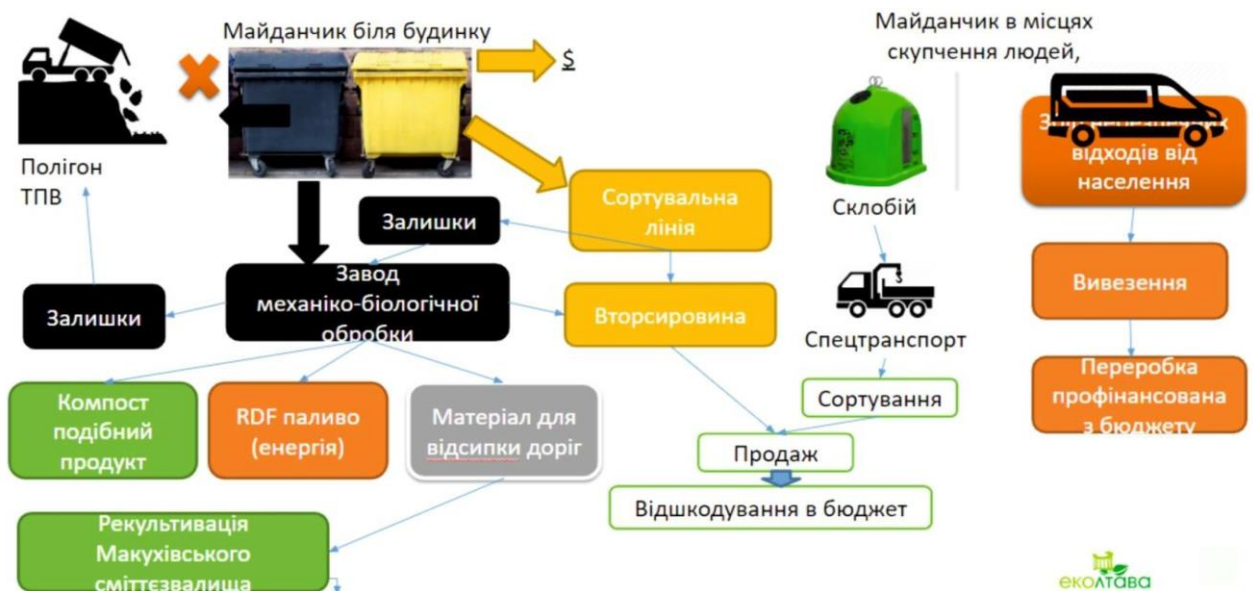 Майданчик біля будинку
$
Полігон
ТПВ
Залишки
Сортувальна
лінія
Завод
механіко-біологічної
обробки
Залишки
Вторсировина
Компост
подібний
продукт
RDF паливо
(енергія)
Матеріал для
відсипки доріг
Рекультивація
Макухівського
сміттєзвалища
Майданчик в місцях
скупчення людей,
Склобій
Спецтранспорт
Сортування
Продаж
Відшкодування в бюджет
відходів від
населення
Вивезення
Переробка
профінансована
з бюджету
еколтава